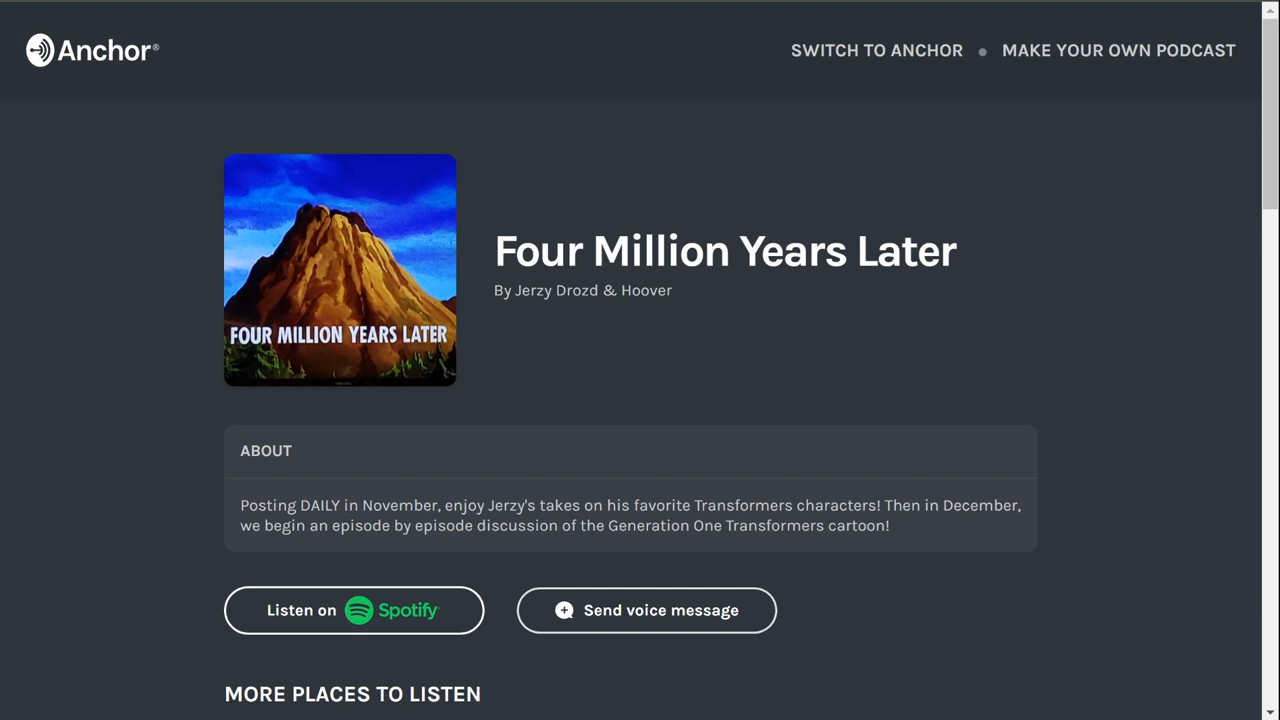 Anchor®
SWITCH TO ANCHOR
MAKE YOUR OWN PODCAST
FOUR MILLION YEARS LATER
Four Million Years Later
By Jerzy Drozd & Hoover
ABOUT
Posting DAILY in November, enjoy Jerzy's takes on his favorite Transformers characters! Then in December,
we begin an episode by episode discussion of the Generation One Transformers cartoon!
Listen on Spotify
Send voice message
MORE PLACES TO LISTEN